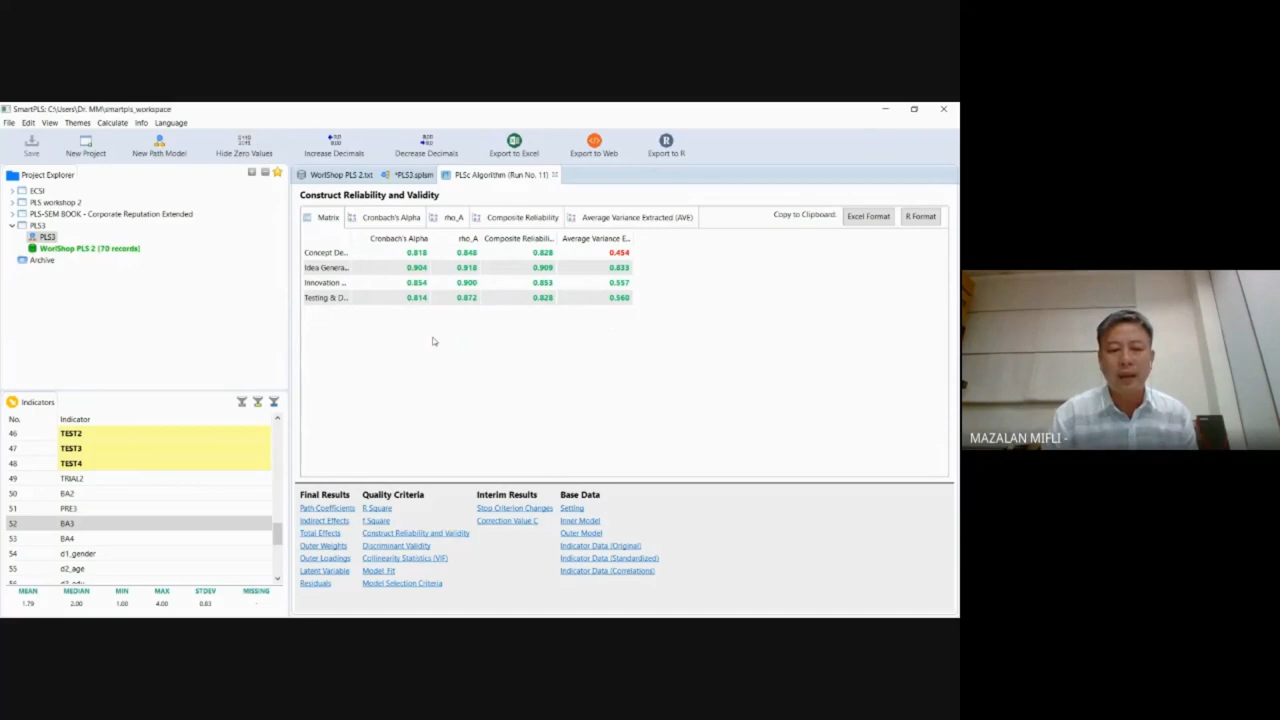 SmartPLS: C:\Users\Dr. MM\smartpls_workspace
File Edit View Themes Calculate Info Language
Save New Project New Path Model Hide Zero Values Increase Decimals Decrease Decimals Export to Excel Export to Web Export to R
Project Explorer
ECSI
PLS workshop 2
PLS-SEM BOOK - Corporate Reputation Extended
PLS3
PLS3
WorlShop PLS 2 [70 records]
Archive
WorlShop PLS 2.txt *PLS3.splsm PLSc Algorithm (Run No. 11)
Construct Reliability and Validity
Matrix Cronbach's Alpha rho_A Composite Reliability Average Variance Extracted (AVE) Copy to Clipboard: Excel Format R Format
Cronbach's Alpha rho_A Composite Reliabili... Average Variance E...
Concept De... 0.818 0.848 0.828 0.454
Idea Genera... 0.904 0.918 0.909 0.833
Innovation ... 0.854 0.900 0.853 0.557
Testing & D... 0.814 0.872 0.828 0.560
Indicators
No. Indicator
46 TEST2
47 TEST3
48 TEST4
49 TRIAL2
50 BA2
51 PRE3
52 BA3
53 BA4
54 d1_gender
55 d2_age
MEAN MEDIAN MIN MAX STDEV MISSING
1.79 2.00 1.00 4.00 0.83 -
Final Results Quality Criteria Interim Results Base Data
Path Coefficients R Square Stop Criterion Changes Setting
Indirect Effects f Square Correction Value C Inner Model
Total Effects Construct Reliability and Validity Outer Model
Outer Weights Discriminant Validity Indicator Data (Original)
Outer Loadings Collinearity Statistics (VIF) Indicator Data (Standardized)
Latent Variable Model_Fit Indicator Data (Correlations)
Residuals Model Selection Criteria
MAZALAN MIFLI -